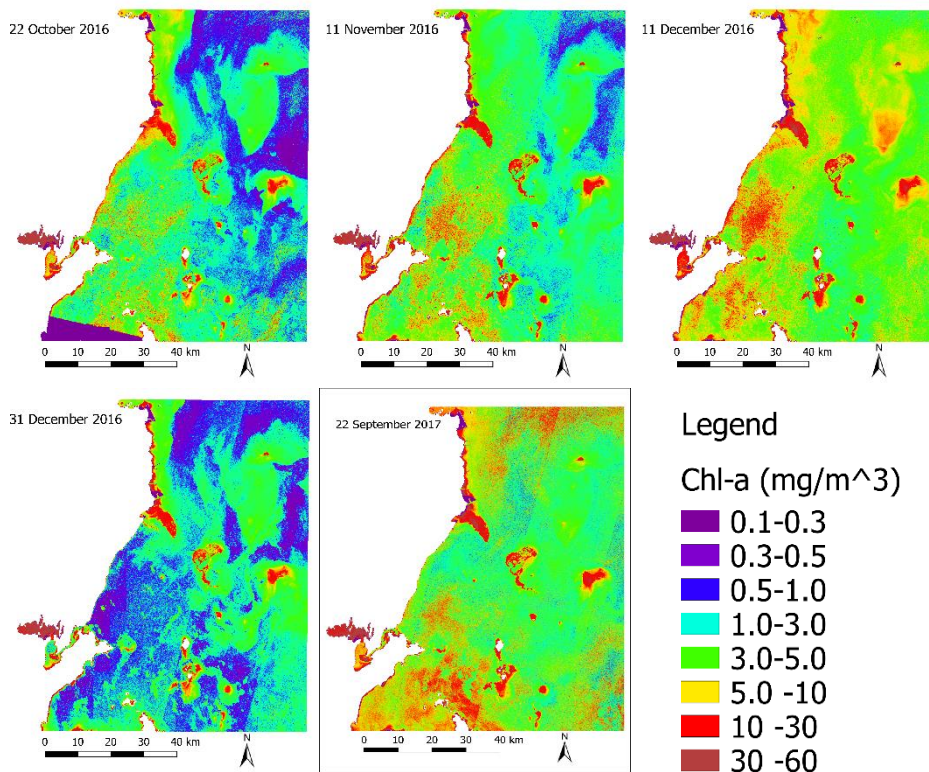 22 October 2016
0 10 20 30 40 km
N
11 November 2016
0 10 20 30 40 km
N
11 December 2016
0 10 20 30 40 km
N
31 December 2016
0 10 20 30 40 km
N
22 September 2017
0 10 20 30 40 km
N
Legend
Chl-a (mg/m^3)
0.1-0.3
0.3-0.5
0.5-1.0
1.0-3.0
3.0-5.0
5.0 -10
10 -30
30 -60